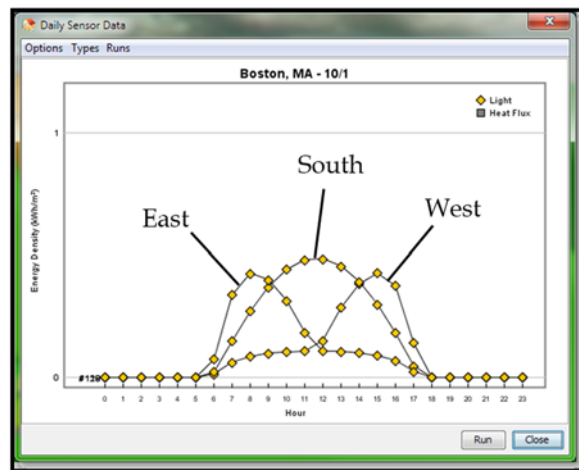 Daily Sensor Data
Options Types Runs
Boston, MA - 10/1
Light
Heat Flux
1
South
East
West
Energy Density (kWh/m²)
0
0 1 2 3 4 5 6 7 8 9 10 11 12 13 14 15 16 17 18 19 20 21 22 23
Hour
Run Close